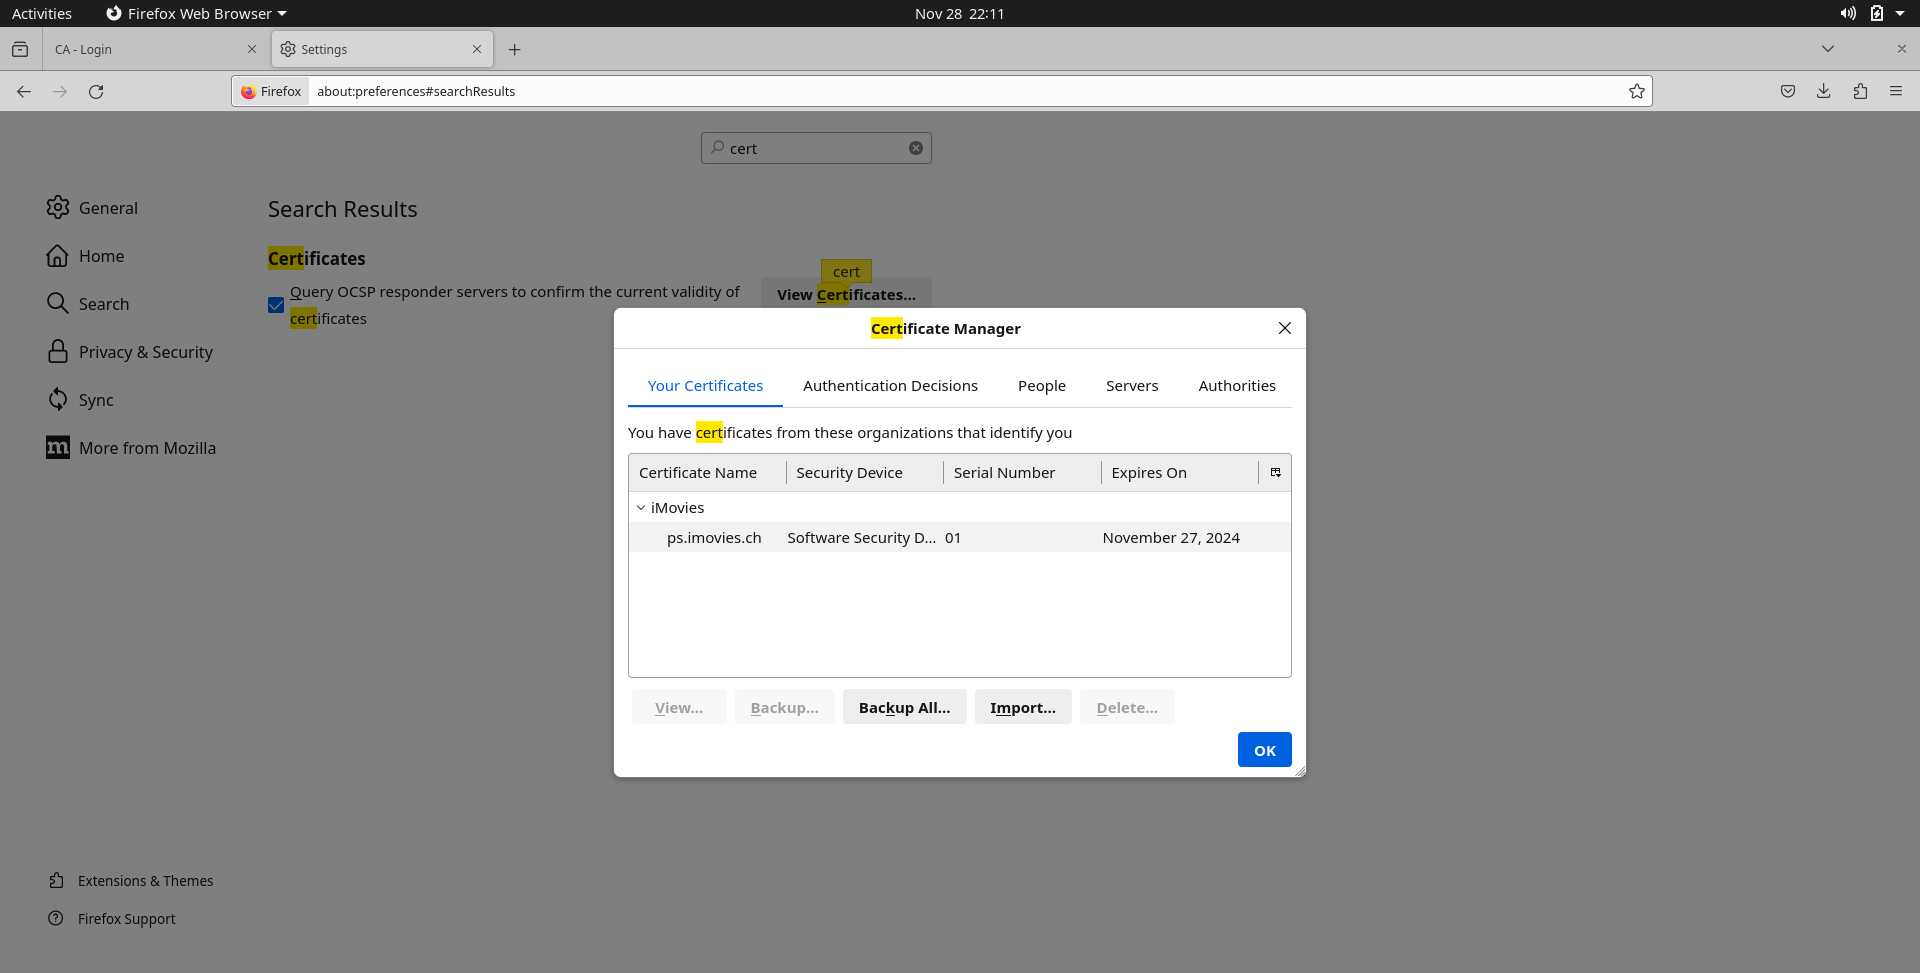 Activities
Firefox Web Browser
Nov 28 22:11
CA - Login
Settings
Firefox
about:preferences#searchResults
cert
General
Home
Search
Privacy & Security
Sync
More from Mozilla
Extensions & Themes
Firefox Support
Search Results
Certificates
Query OCSP responder servers to confirm the current validity of
certificates
cert
View Certificates...
Certificate Manager
Your Certificates
Authentication Decisions
People
Servers
Authorities
You have certificates from these organizations that identify you
Certificate Name
Security Device
Serial Number
Expires On
iMovies
ps.imovies.ch
Software Security D...
01
November 27, 2024
View...
Backup...
Backup All...
Import...
Delete...
OK